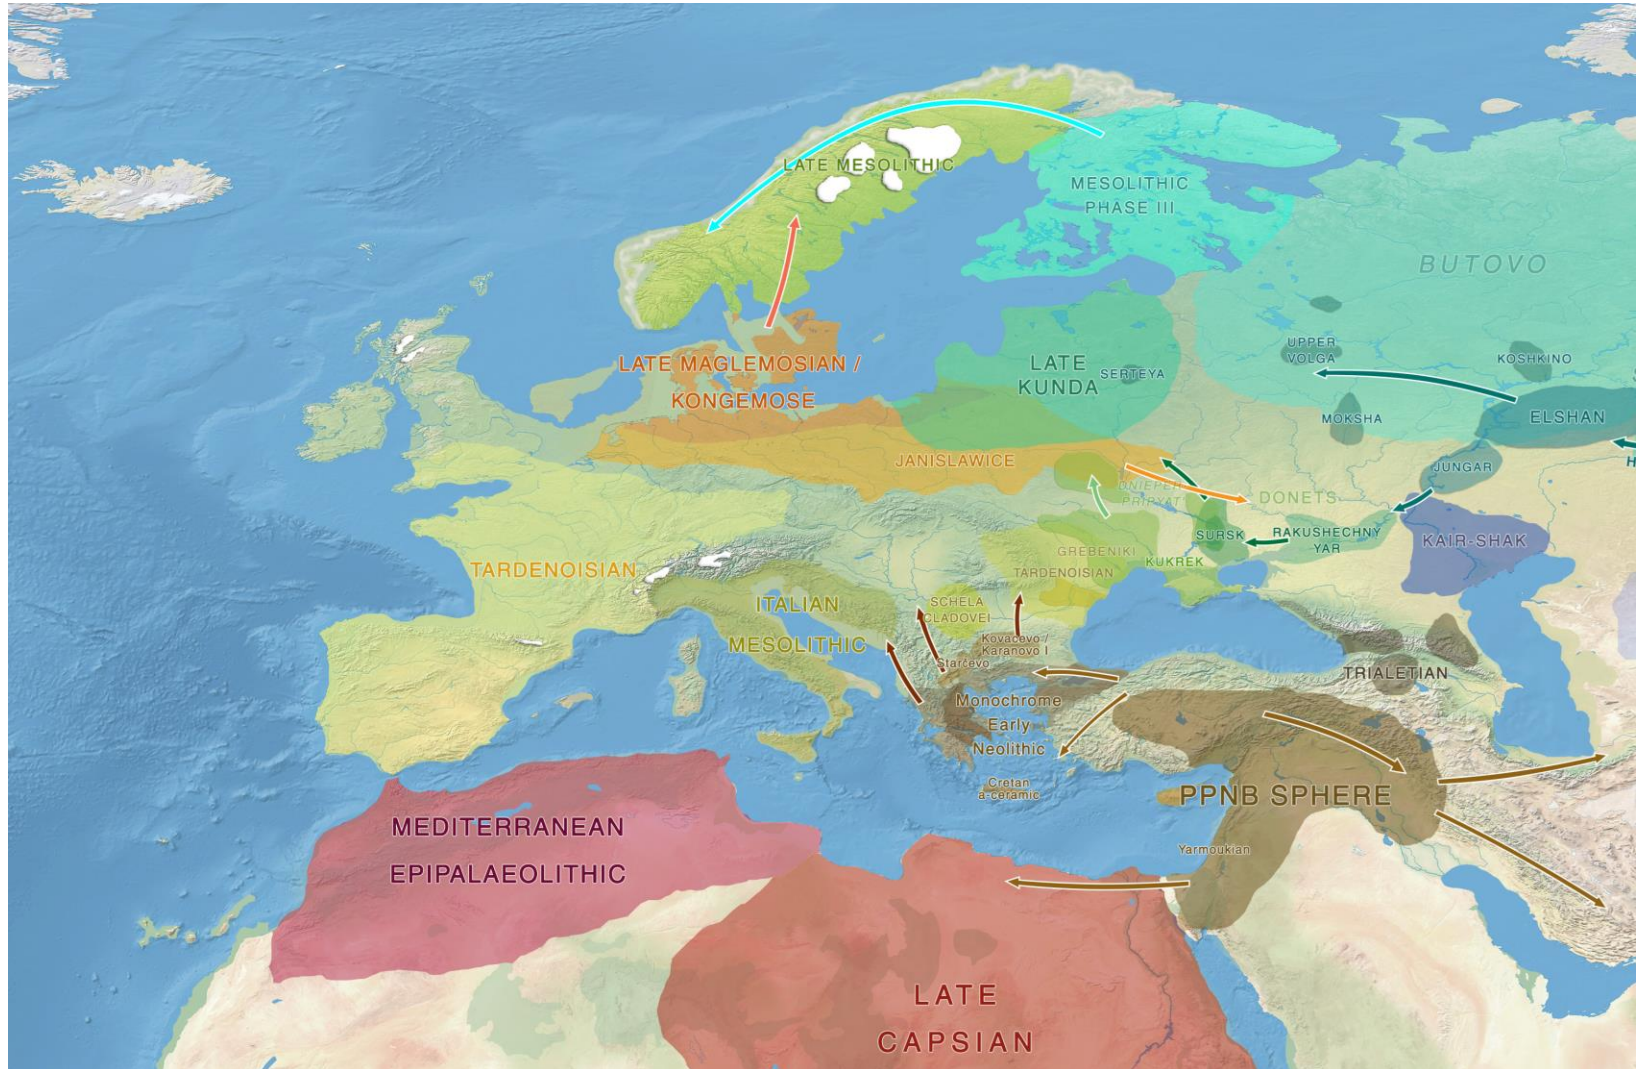 LATE MESOLITHIC
MESOLITHIC
PHASE III
BUTOVO
UPPER
VOLGA
KOSHKINO
LATE MAGLEMOSIAN /
KONGEMOSE
LATE
KUNDA
SERTEYA
MOKSHA
ELSHAN
JANISLAWICE
JUNGAR
DNIEPER
PRIPYAT
DONETS
TARDENOISIAN
SURSK
RAKUSHECHNY
YAR
KAIR-SHAK
GREBENIKI
KUKREK
TARDENOISIAN
ITALIAN
MESOLITHIC
SCHELA
CLADOVEI
Kovačevo /
Karanovo I
Starčevo
TRIALETIAN
Monochrome
Early
Neolithic
Cretan
a-ceramic
PPNB SPHERE
Yarmoukian
MEDITERRANEAN
EPIPALAEOLITHIC
LATE
CAPSIAN